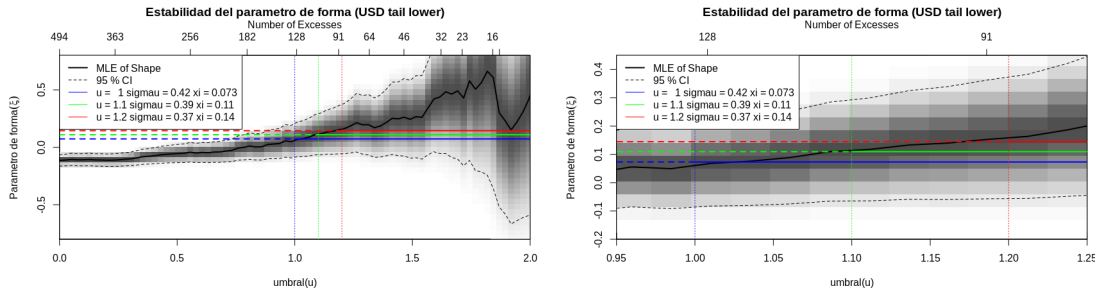 Estabilidad del parametro de forma (USD tail lower)
Number of Excesses
494 363 256 182 128 91 64 46 32 23 16
MLE of Shape
95 % CI
u = 1 sigmau = 0.42 xi = 0.073
u = 1.1 sigmau = 0.39 xi = 0.11
u = 1.2 sigmau = 0.37 xi = 0.14
Parametro de forma(ξ)
0.5
0.0
-0.5
0.0 0.5 1.0 1.5 2.0
umbral(u)
Estabilidad del parametro de forma (USD tail lower)
Number of Excesses
128 91
MLE of Shape
95 % CI
u = 1 sigmau = 0.42 xi = 0.073
u = 1.1 sigmau = 0.39 xi = 0.11
u = 1.2 sigmau = 0.37 xi = 0.14
Parametro de forma(ξ)
0.4
0.3
0.2
0.1
0.0
-0.1
-0.2
0.95 1.00 1.05 1.10 1.15 1.20 1.25
umbral(u)